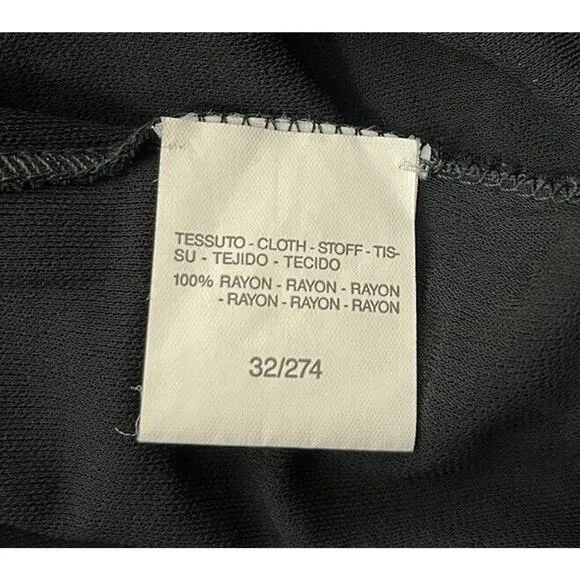 TESSUTO - CLOTH - STOFF - TIS-
SU - TEJIDO - TECIDO
100% RAYON - RAYON - RAYON
- RAYON - RAYON - RAYON
32/274